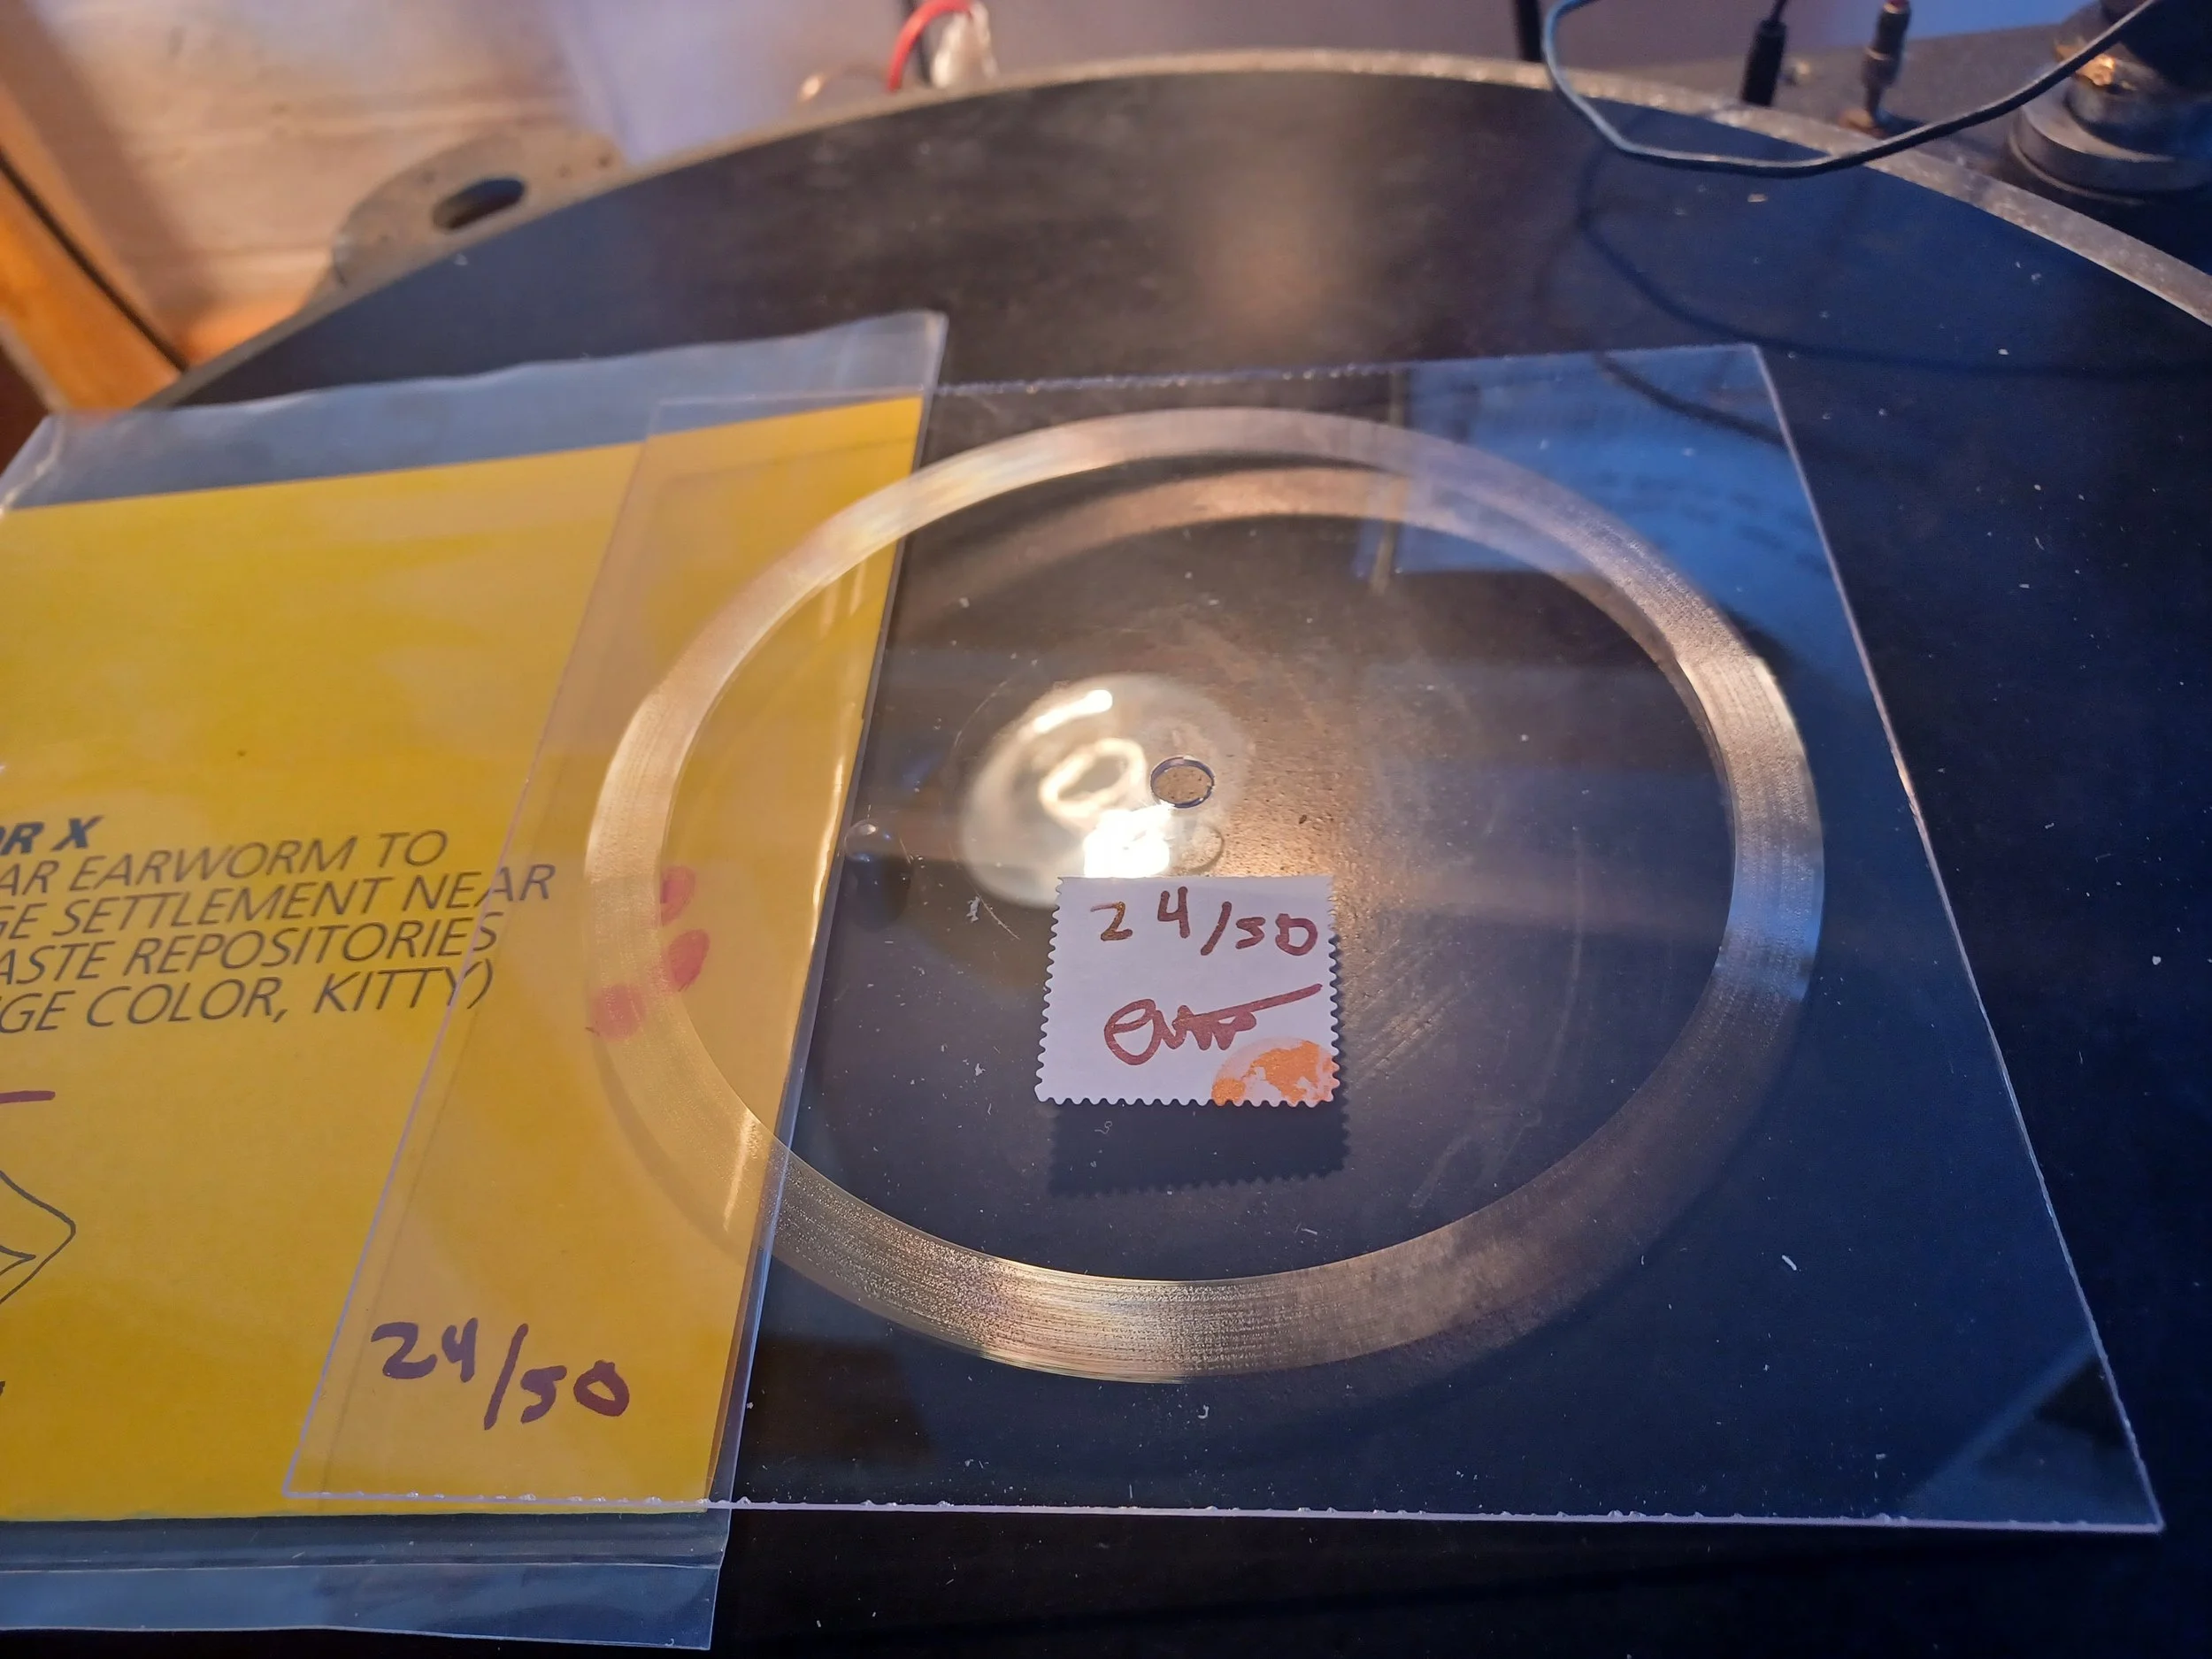 OR X
AR EARWORM TO
GE SETTLEMENT NEAR
ASTE REPOSITORIES
GE COLOR, KITTY)
24/50
24/50